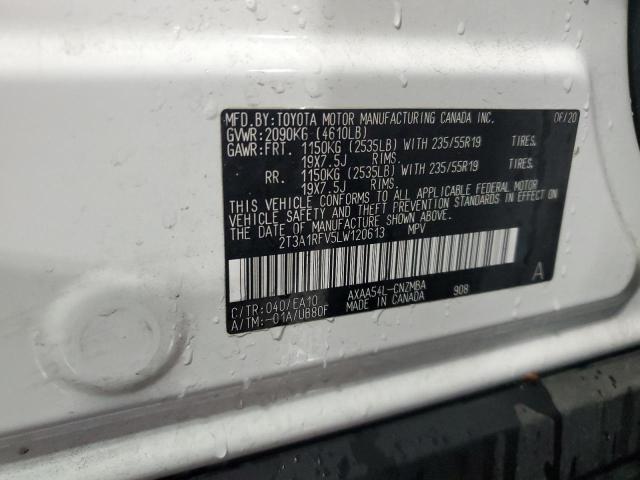 MFD.BY:TOYOTA MOTOR MANUFACTURING CANADA INC. 06/20
GVWR:2090KG (4610LB)
GAWR:FRT. 1150KG (2535LB) WITH 235/55R19 TIRES.
19X7.5J RIMS.
RR. 1150KG (2535LB) WITH 235/55R19 TIRES.
19X7.5J RIMS.
THIS VEHICLE CONFORMS TO ALL APPLICABLE FEDERAL MOTOR
VEHICLE SAFETY AND THEFT PREVENTION STANDARDS IN EFFECT ON
THE DATE OF MANUFACTURE SHOWN ABOVE.
2T3A1RFV5LW120613 MPV
C/TR:040/EA10 AXAA54L-CNZMBA 908 A
A/TM:-01A/UB80F MADE IN CANADA